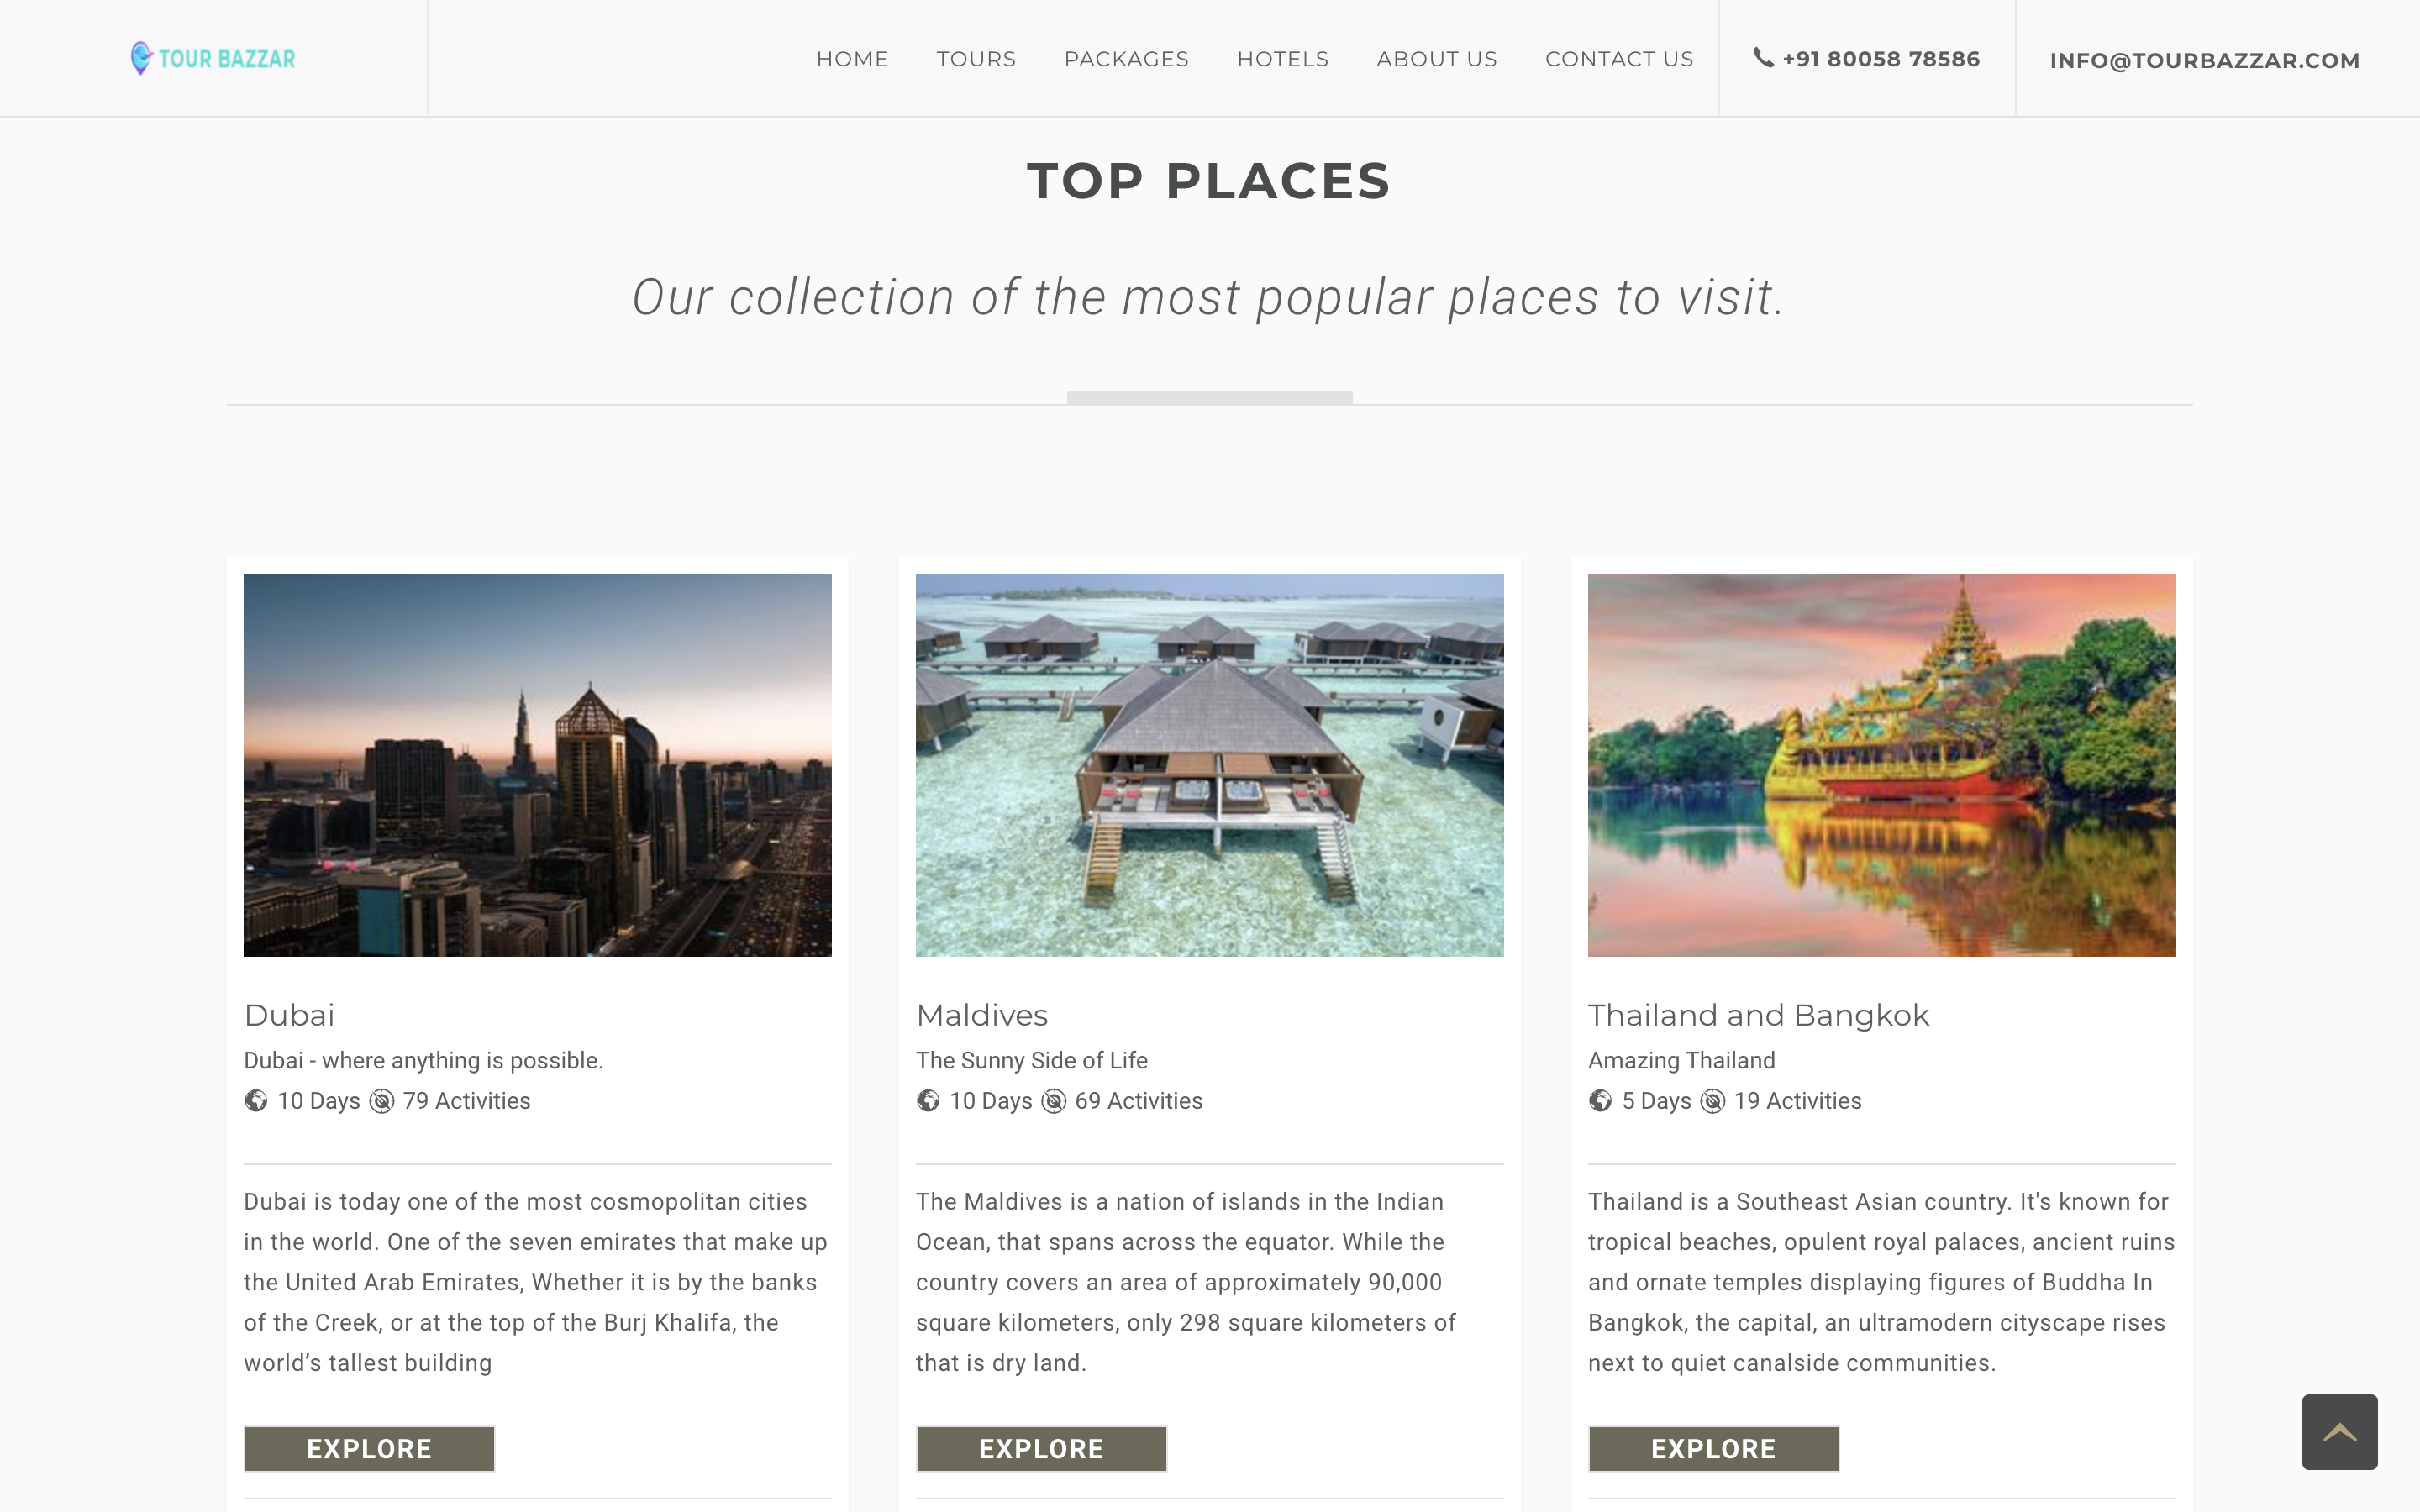 TOUR BAZZAR
HOME TOURS PACKAGES HOTELS ABOUT US CONTACT US +91 80058 78586 INFO@TOURBAZZAR.COM
TOP PLACES
Our collection of the most popular places to visit.
Dubai
Dubai - where anything is possible.
10 Days 79 Activities
Dubai is today one of the most cosmopolitan cities
in the world. One of the seven emirates that make up
the United Arab Emirates, Whether it is by the banks
of the Creek, or at the top of the Burj Khalifa, the
world’s tallest building
EXPLORE
Maldives
The Sunny Side of Life
10 Days 69 Activities
The Maldives is a nation of islands in the Indian
Ocean, that spans across the equator. While the
country covers an area of approximately 90,000
square kilometers, only 298 square kilometers of
that is dry land.
EXPLORE
Thailand and Bangkok
Amazing Thailand
5 Days 19 Activities
Thailand is a Southeast Asian country. It's known for
tropical beaches, opulent royal palaces, ancient ruins
and ornate temples displaying figures of Buddha In
Bangkok, the capital, an ultramodern cityscape rises
next to quiet canalside communities.
EXPLORE